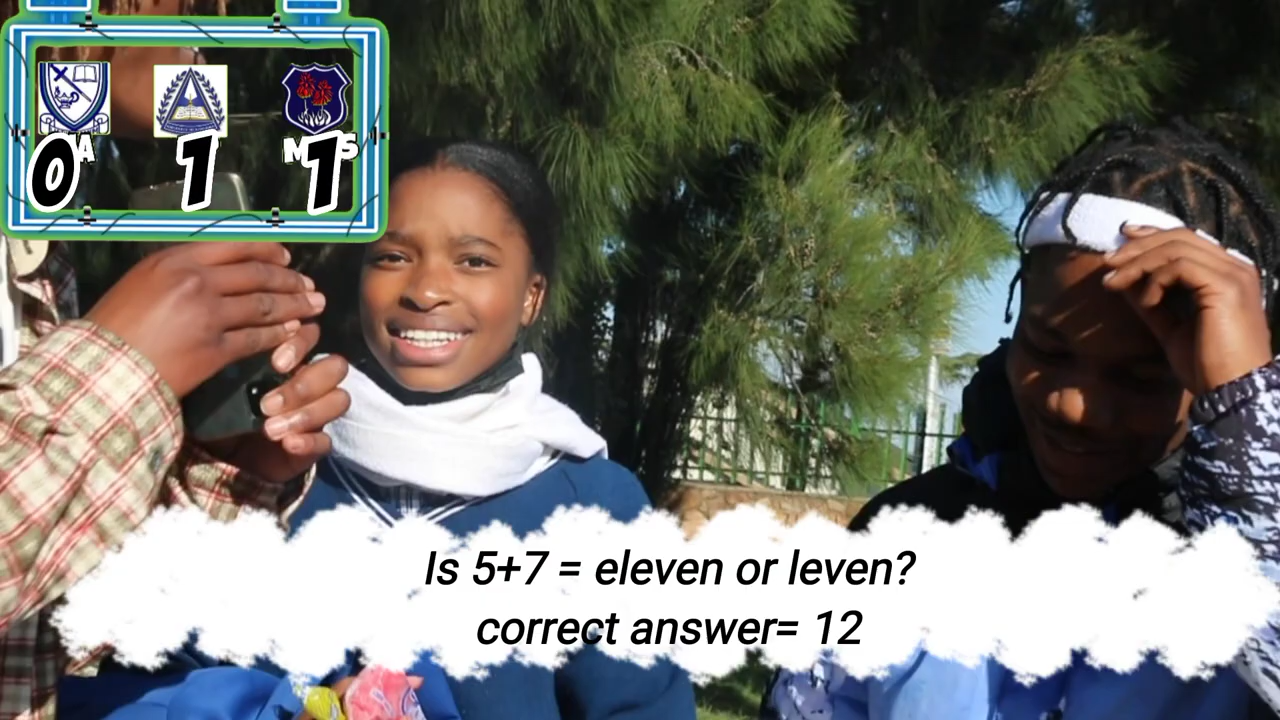 A
M S
0 1 1
Is 5+7 = eleven or leven?
correct answer= 12